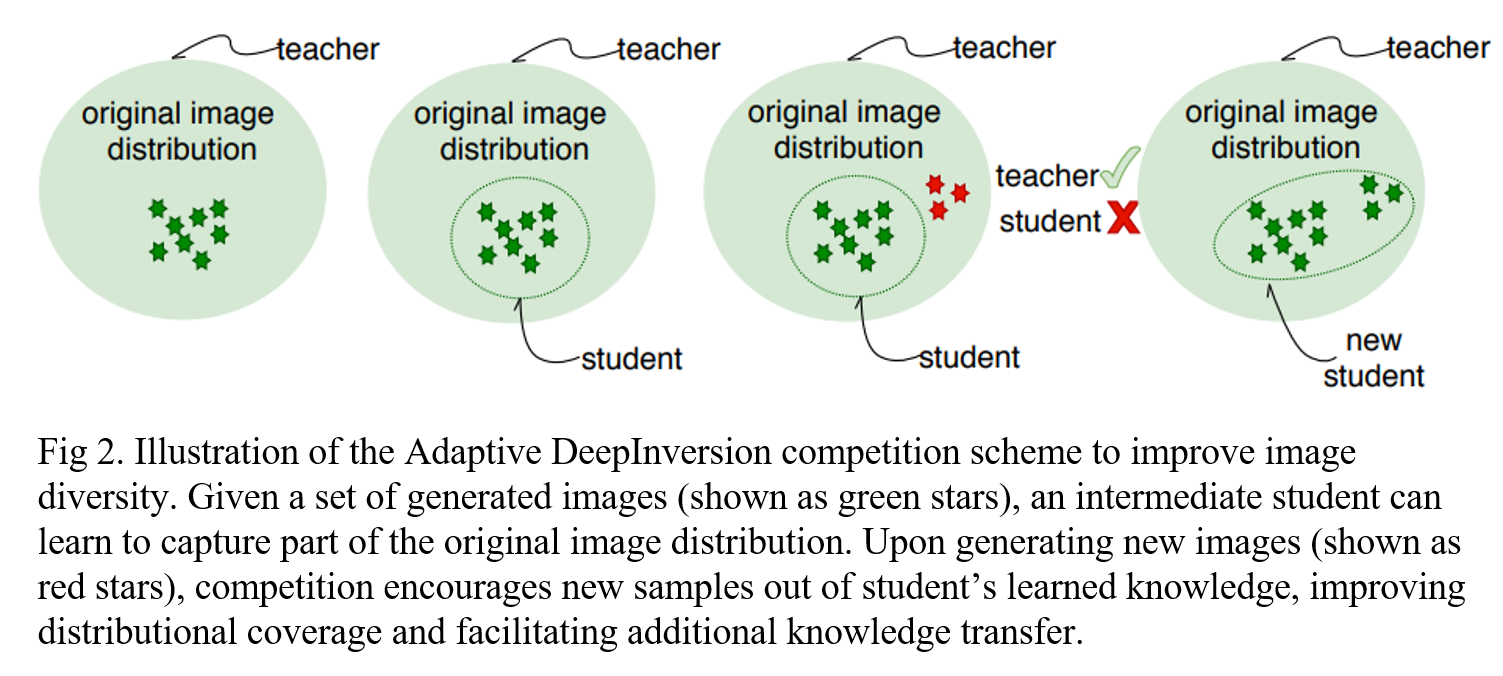 teacher
original image
distribution
teacher
original image
distribution
student
teacher
original image
distribution
student
teacher
student
teacher
original image
distribution
new
student
Fig 2. Illustration of the Adaptive DeepInversion competition scheme to improve image
diversity. Given a set of generated images (shown as green stars), an intermediate student can
learn to capture part of the original image distribution. Upon generating new images (shown as
red stars), competition encourages new samples out of student’s learned knowledge, improving
distributional coverage and facilitating additional knowledge transfer.